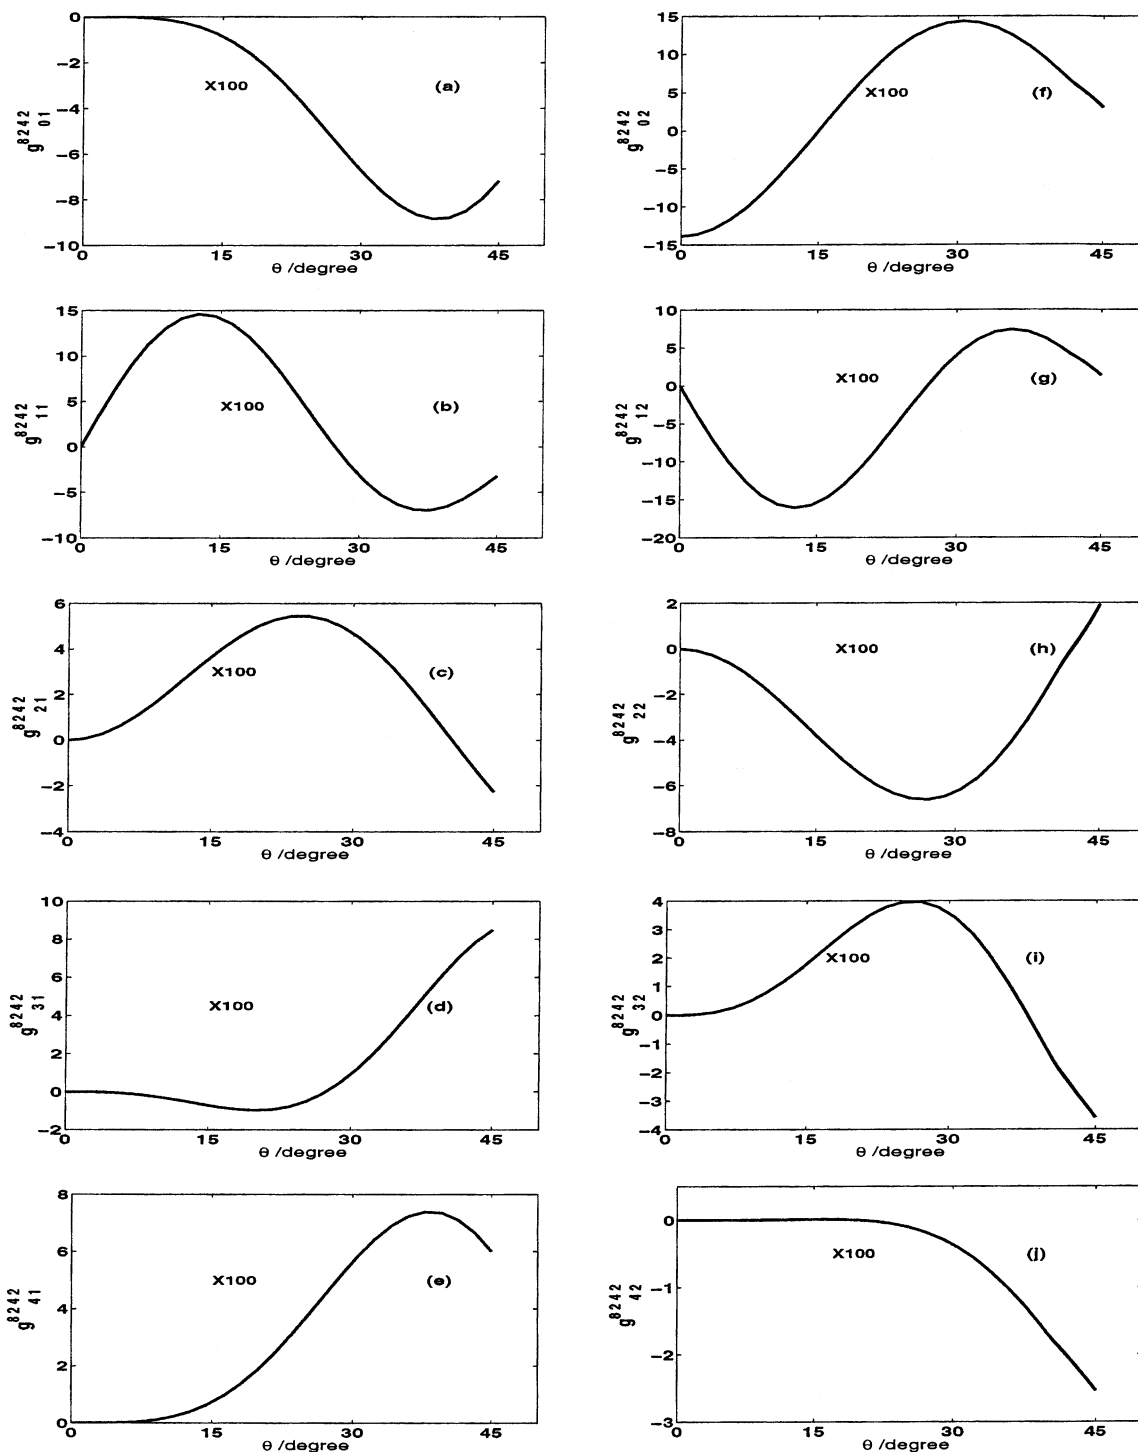 0
−2
−4
−6
−8
−10
0 15 30 45
θ /degree
g^8242_01
X100
(a)
15
10
5
0
−5
−10
−15
0 15 30 45
θ /degree
g^8242_02
X100
(f)
15
10
5
0
−5
−10
0 15 30 45
θ /degree
g^8242_11
X100
(b)
10
5
0
−5
−10
−15
−20
0 15 30 45
θ /degree
g^8242_12
X100
(g)
6
4
2
0
−2
−4
0 15 30 45
θ /degree
g^8242_21
X100
(c)
2
0
−2
−4
−6
−8
0 15 30 45
θ /degree
g^8242_22
X100
(h)
10
8
6
4
2
0
−2
0 15 30 45
θ /degree
g^8242_31
X100
(d)
4
3
2
1
0
−1
−2
−3
−4
0 15 30 45
θ /degree
g^8242_32
X100
(i)
8
6
4
2
0
0 15 30 45
θ /degree
g^8242_41
X100
(e)
0
−1
−2
−3
0 15 30 45
θ /degree
g^8242_42
X100
(j)